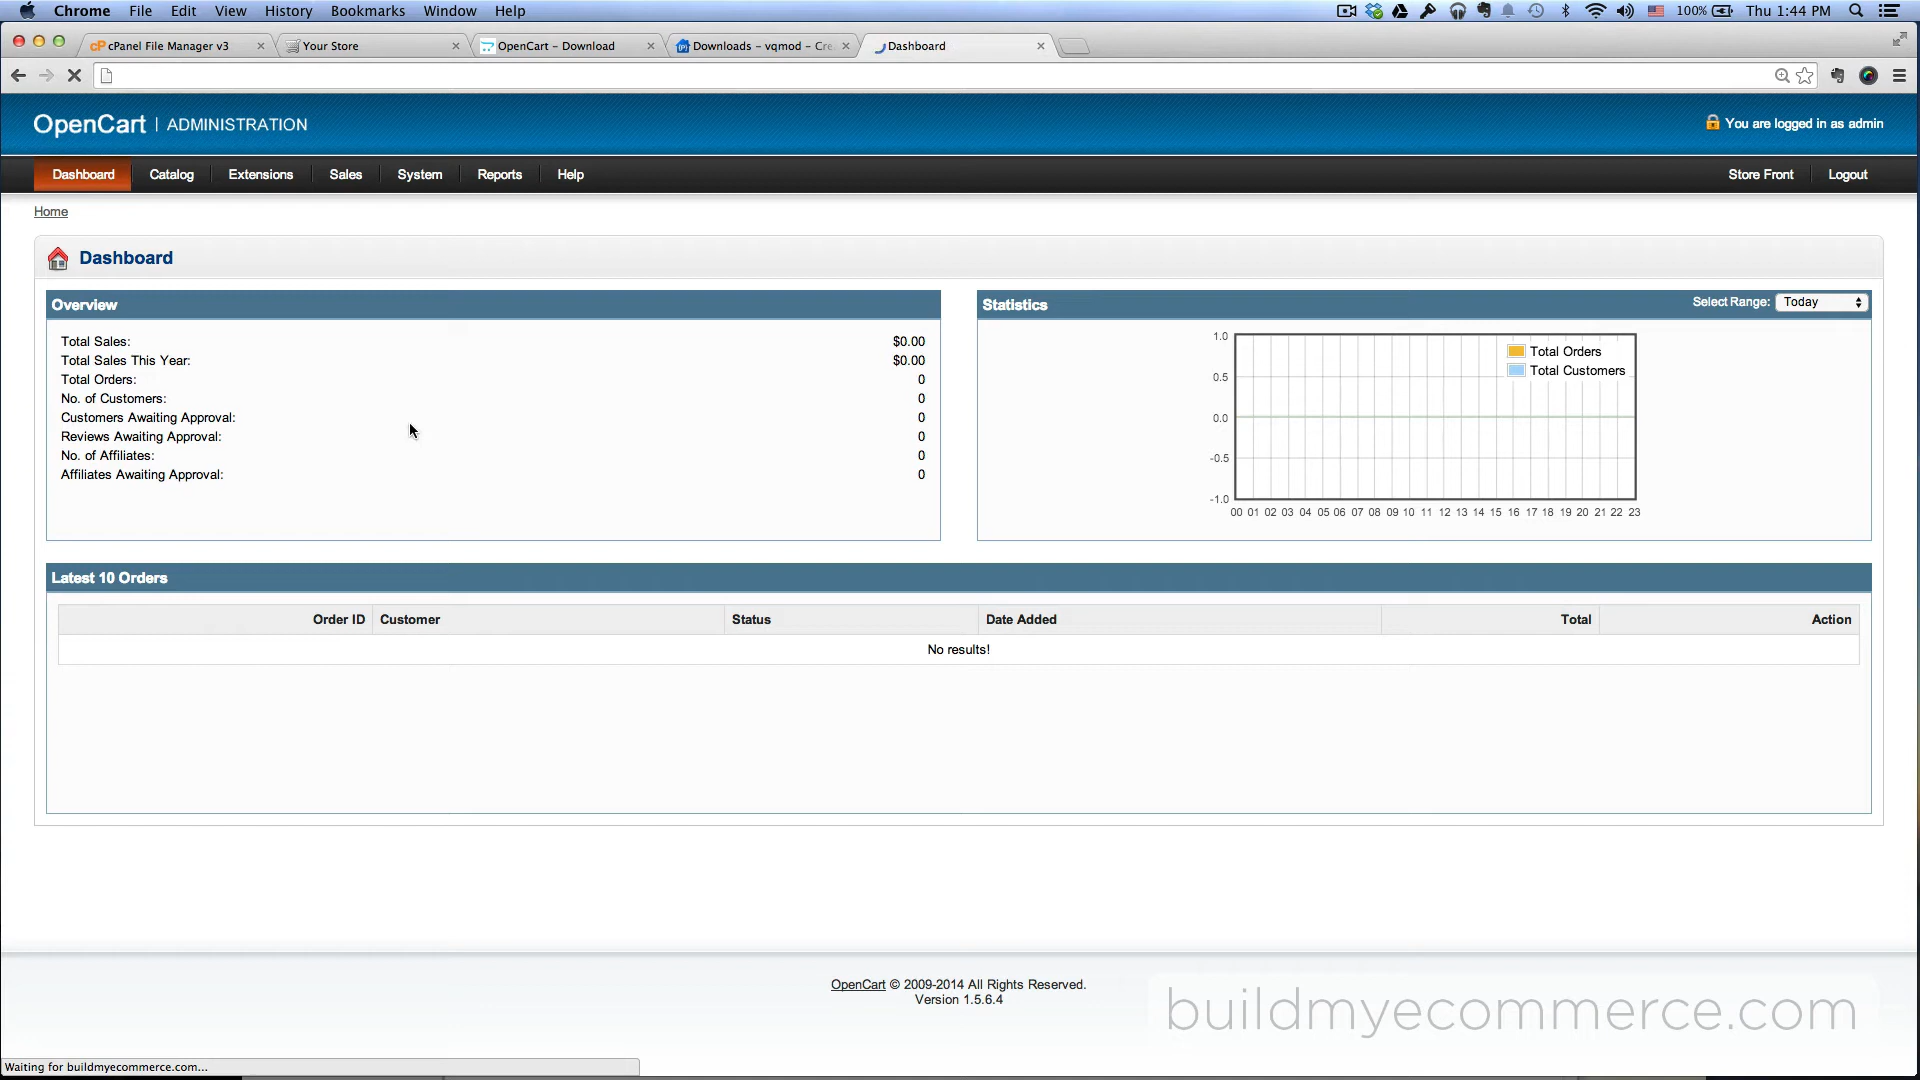 Chrome File Edit View History Bookmarks Window Help 100% Thu 1:44 PM
cP cPanel File Manager v3 Your Store OpenCart - Download Downloads - vqmod - Cre Dashboard
OpenCart | ADMINISTRATION You are logged in as admin
Dashboard Catalog Extensions Sales System Reports Help Store Front Logout
Home
Dashboard
Overview
Total Sales: $0.00
Total Sales This Year: $0.00
Total Orders: 0
No. of Customers: 0
Customers Awaiting Approval: 0
Reviews Awaiting Approval: 0
No. of Affiliates: 0
Affiliates Awaiting Approval: 0
Statistics Select Range: Today
1.0
0.5
0.0
-0.5
-1.0
Total Orders
Total Customers
00 01 02 03 04 05 06 07 08 09 10 11 12 13 14 15 16 17 18 19 20 21 22 23
Latest 10 Orders
Order ID Customer Status Date Added Total Action
No results!
OpenCart © 2009-2014 All Rights Reserved.
Version 1.5.6.4
buildmyecommerce.com
Waiting for buildmyecommerce.com...